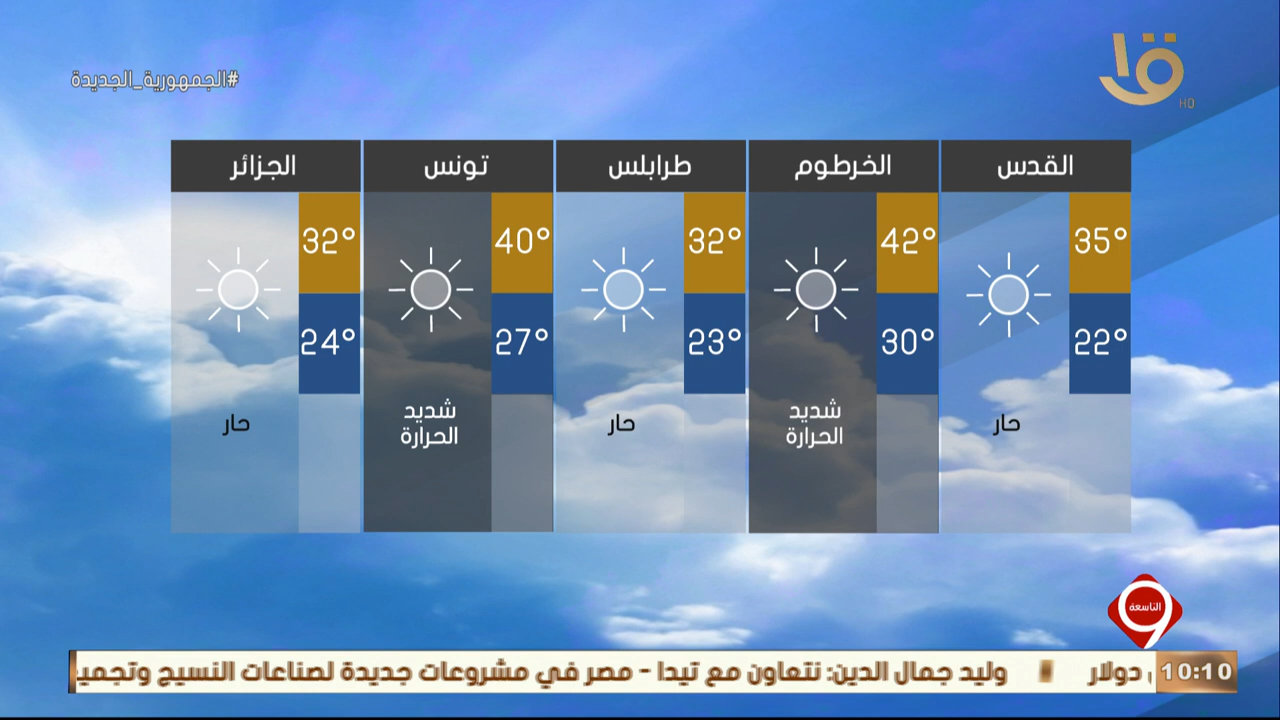 #الجمهورية_الجديدة
HD
القدس
35°
22°
حار
الخرطوم
42°
30°
شديد
الحرارة
طرابلس
32°
23°
حار
تونس
40°
27°
شديد
الحرارة
الجزائر
32°
24°
حار
التاسعة
9
10:10
دولار ▪ وليد جمال الدين: نتعاون مع تيدا - مصر في مشروعات جديدة لصناعات النسيج وتجمي